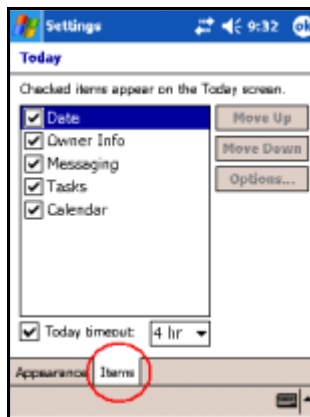 Settings 9:32 ok
Today
Checked items appear on the Today screen.
Date
Owner Info
Messaging
Tasks
Calendar
Move Up
Move Down
Options...
Today timeout: 4 hr
Appearance Items